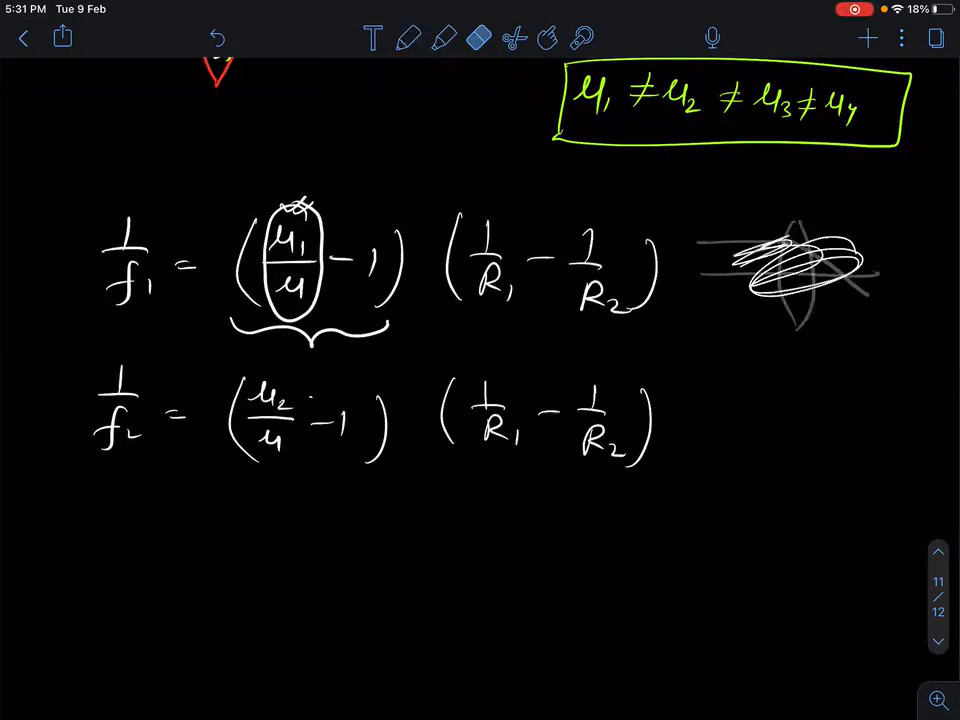 5:31 PM Tue 9 Feb
18%
T
μ₁ ≠ μ₂ ≠ μ₃ ≠ μ₄
1/f₁ = (μ₁/μ - 1) (1/R₁ - 1/R₂)
1/f₂ = (μ₂/μ - 1) (1/R₁ - 1/R₂)
11
/
12